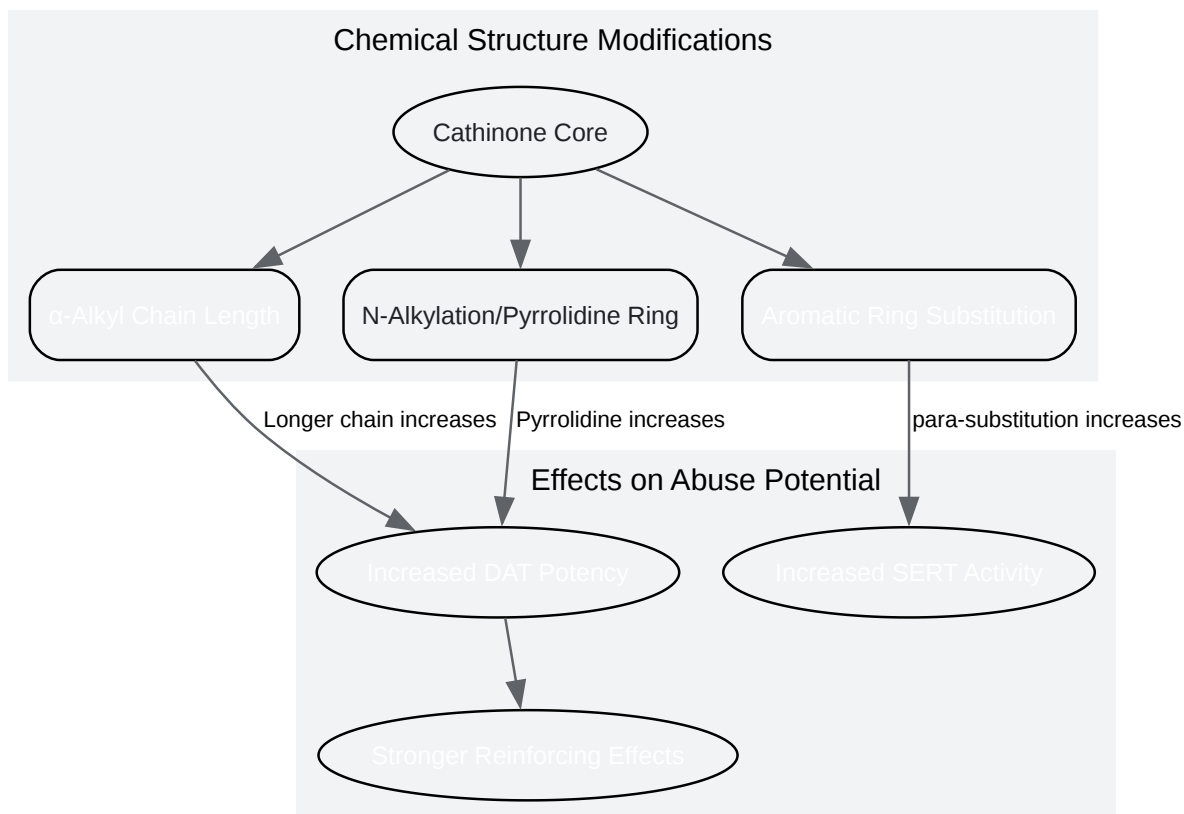 Chemical Structure Modifications
Cathinone Core
α-Alkyl Chain Length
N-Alkylation/Pyrrolidine Ring
Aromatic Ring Substitution
Longer chain increases
Pyrrolidine increases
para-substitution increases
Effects on Abuse Potential
Increased DAT Potency
Increased SERT Activity
Stronger Reinforcing Effects